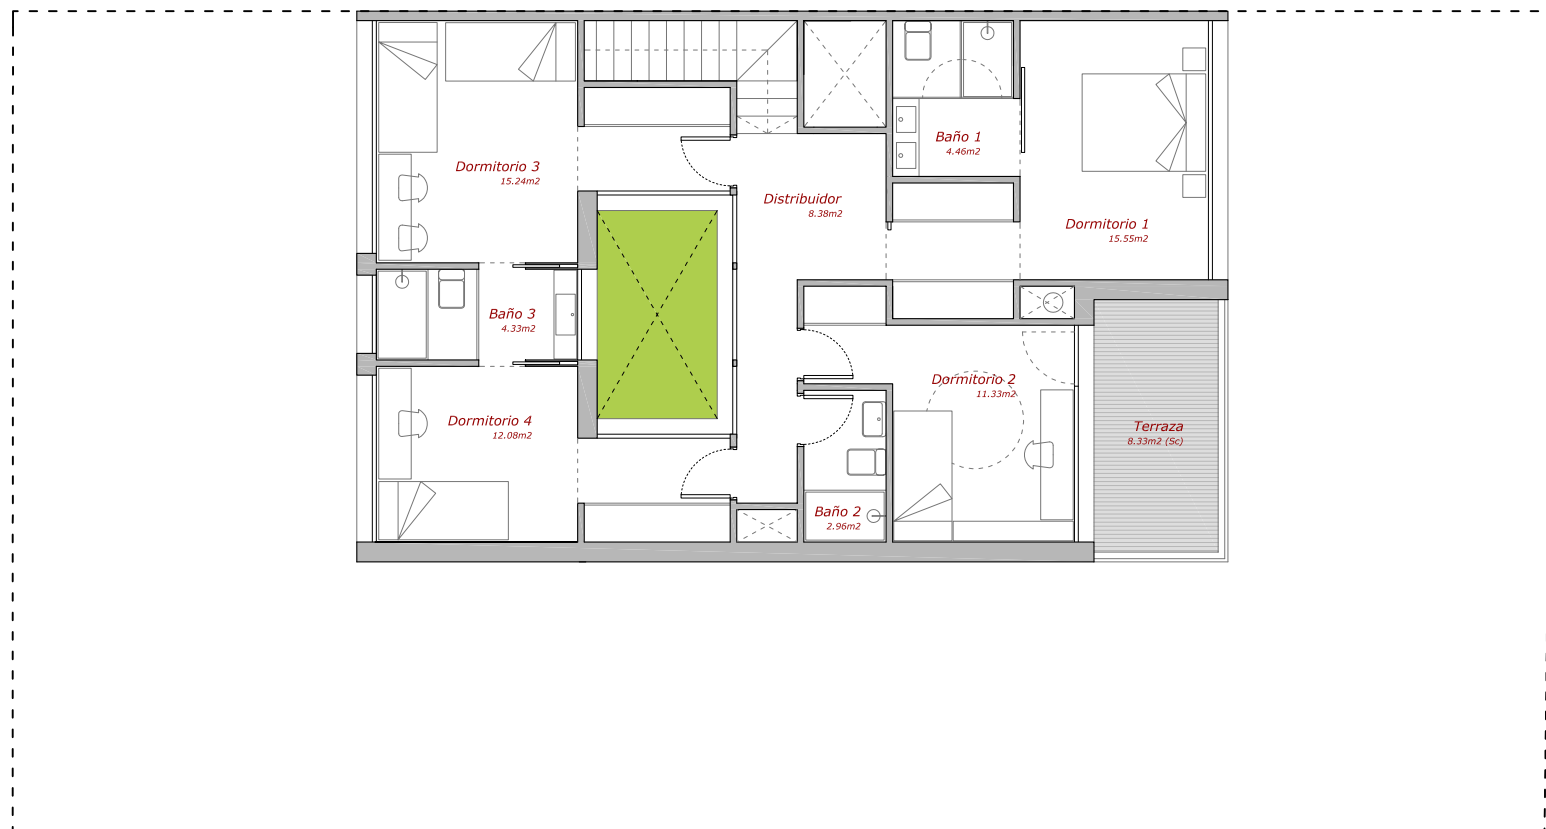 Baño 1
4.46m2
Dormitorio 3
15.24m2
Distribuidor
8.38m2
Dormitorio 1
15.55m2
Baño 3
4.33m2
Dormitorio 2
11.33m2
Dormitorio 4
12.08m2
Terraza
8.33m2 (Sc)
Baño 2
2.96m2